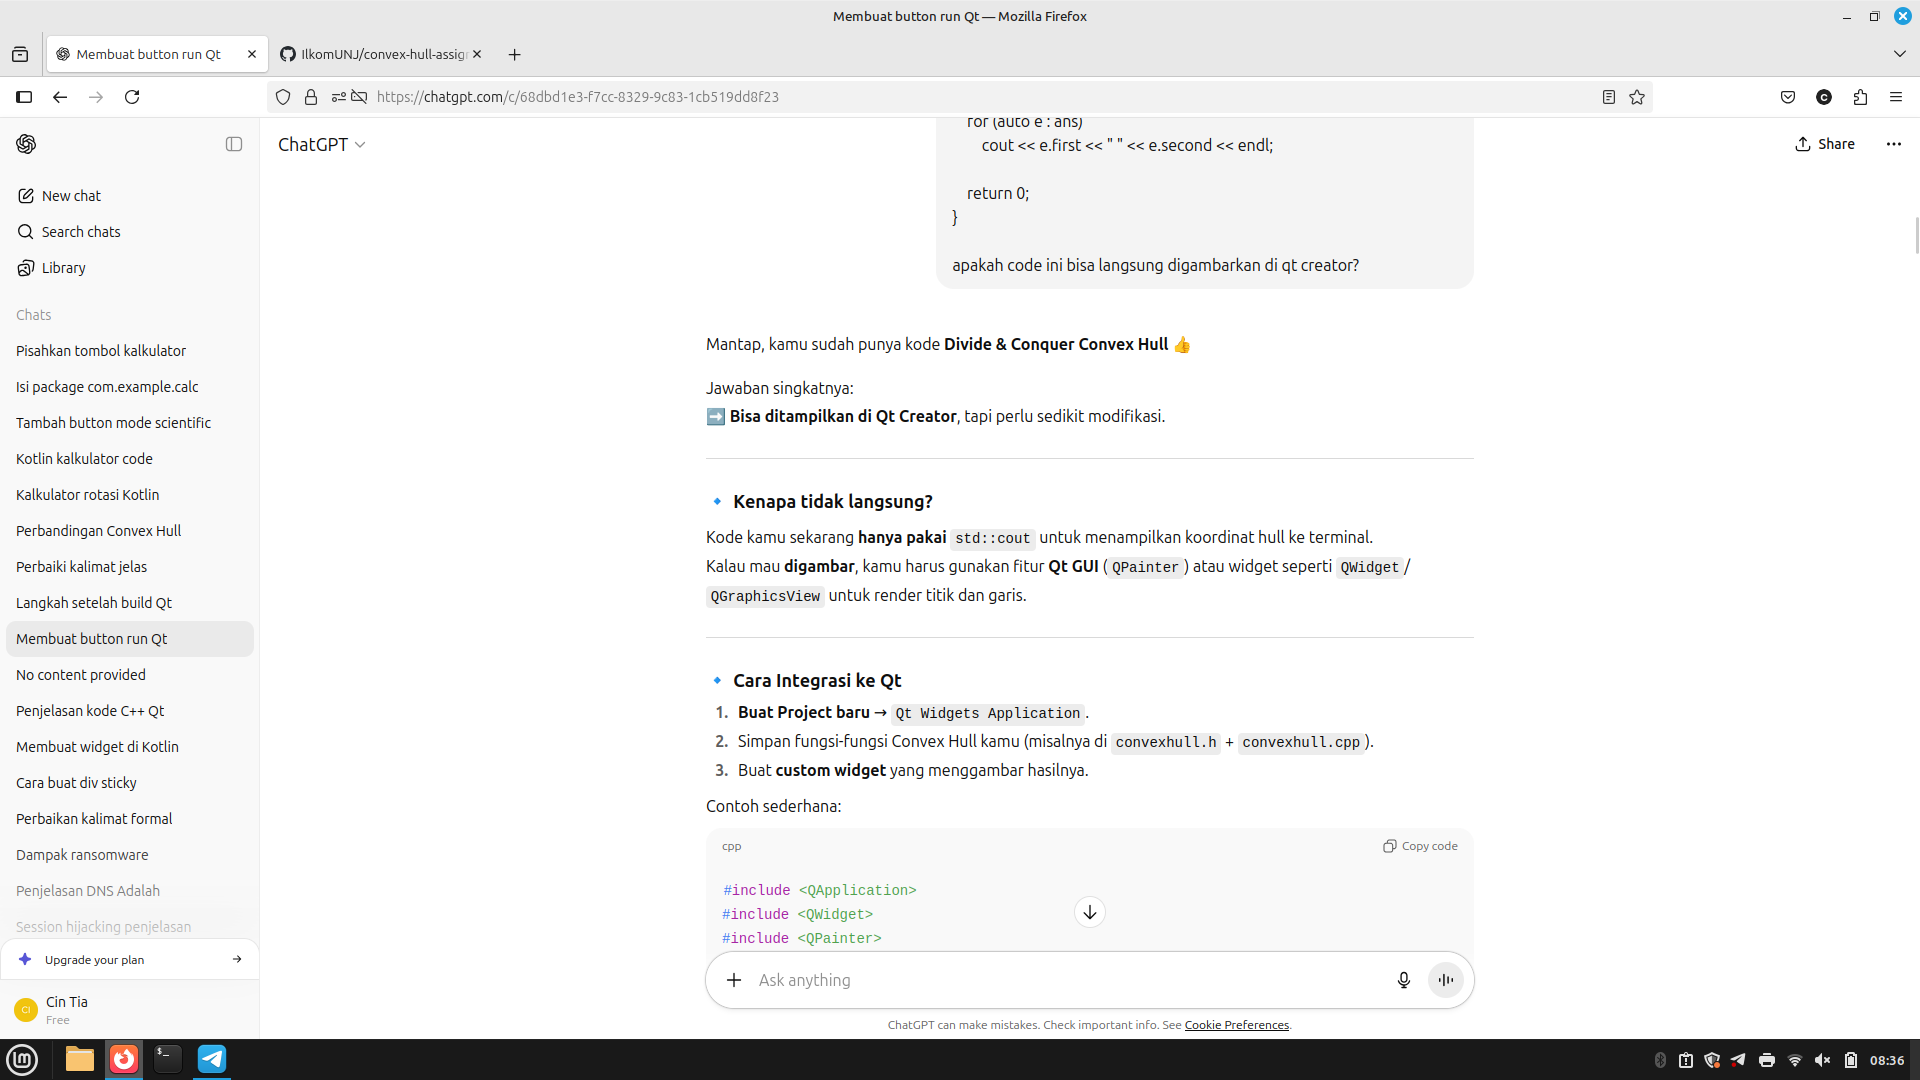 Membuat button run Qt — Mozilla Firefox
Membuat button run Qt
IlkomUNJ/convex-hull-assig
https://chatgpt.com/c/68dbd1e3-f7cc-8329-9c83-1cb519dd8f23
ChatGPT
Share
New chat
Search chats
Library
Chats
Pisahkan tombol kalkulator
Isi package com.example.calc
Tambah button mode scientific
Kotlin kalkulator code
Kalkulator rotasi Kotlin
Perbandingan Convex Hull
Perbaiki kalimat jelas
Langkah setelah build Qt
Membuat button run Qt
No content provided
Penjelasan kode C++ Qt
Membuat widget di Kotlin
Cara buat div sticky
Perbaikan kalimat formal
Dampak ransomware
Penjelasan DNS Adalah
Session hijacking penjelasan
Upgrade your plan
CI
Cin Tia
Free
for (auto e : ans)
cout << e.first << " " << e.second << endl;
return 0;
}
apakah code ini bisa langsung digambarkan di qt creator?
Mantap, kamu sudah punya kode Divide & Conquer Convex Hull 👍
Jawaban singkatnya:
➡️ Bisa ditampilkan di Qt Creator, tapi perlu sedikit modifikasi.
🔹 Kenapa tidak langsung?
Kode kamu sekarang hanya pakai std::cout untuk menampilkan koordinat hull ke terminal.
Kalau mau digambar, kamu harus gunakan fitur Qt GUI (QPainter) atau widget seperti QWidget/
QGraphicsView untuk render titik dan garis.
🔹 Cara Integrasi ke Qt
1. Buat Project baru → Qt Widgets Application.
2. Simpan fungsi-fungsi Convex Hull kamu (misalnya di convexhull.h + convexhull.cpp).
3. Buat custom widget yang menggambar hasilnya.
Contoh sederhana:
cpp
Copy code
#include <QApplication>
#include <QWidget>
#include <QPainter>
Ask anything
ChatGPT can make mistakes. Check important info. See Cookie Preferences.
08:36